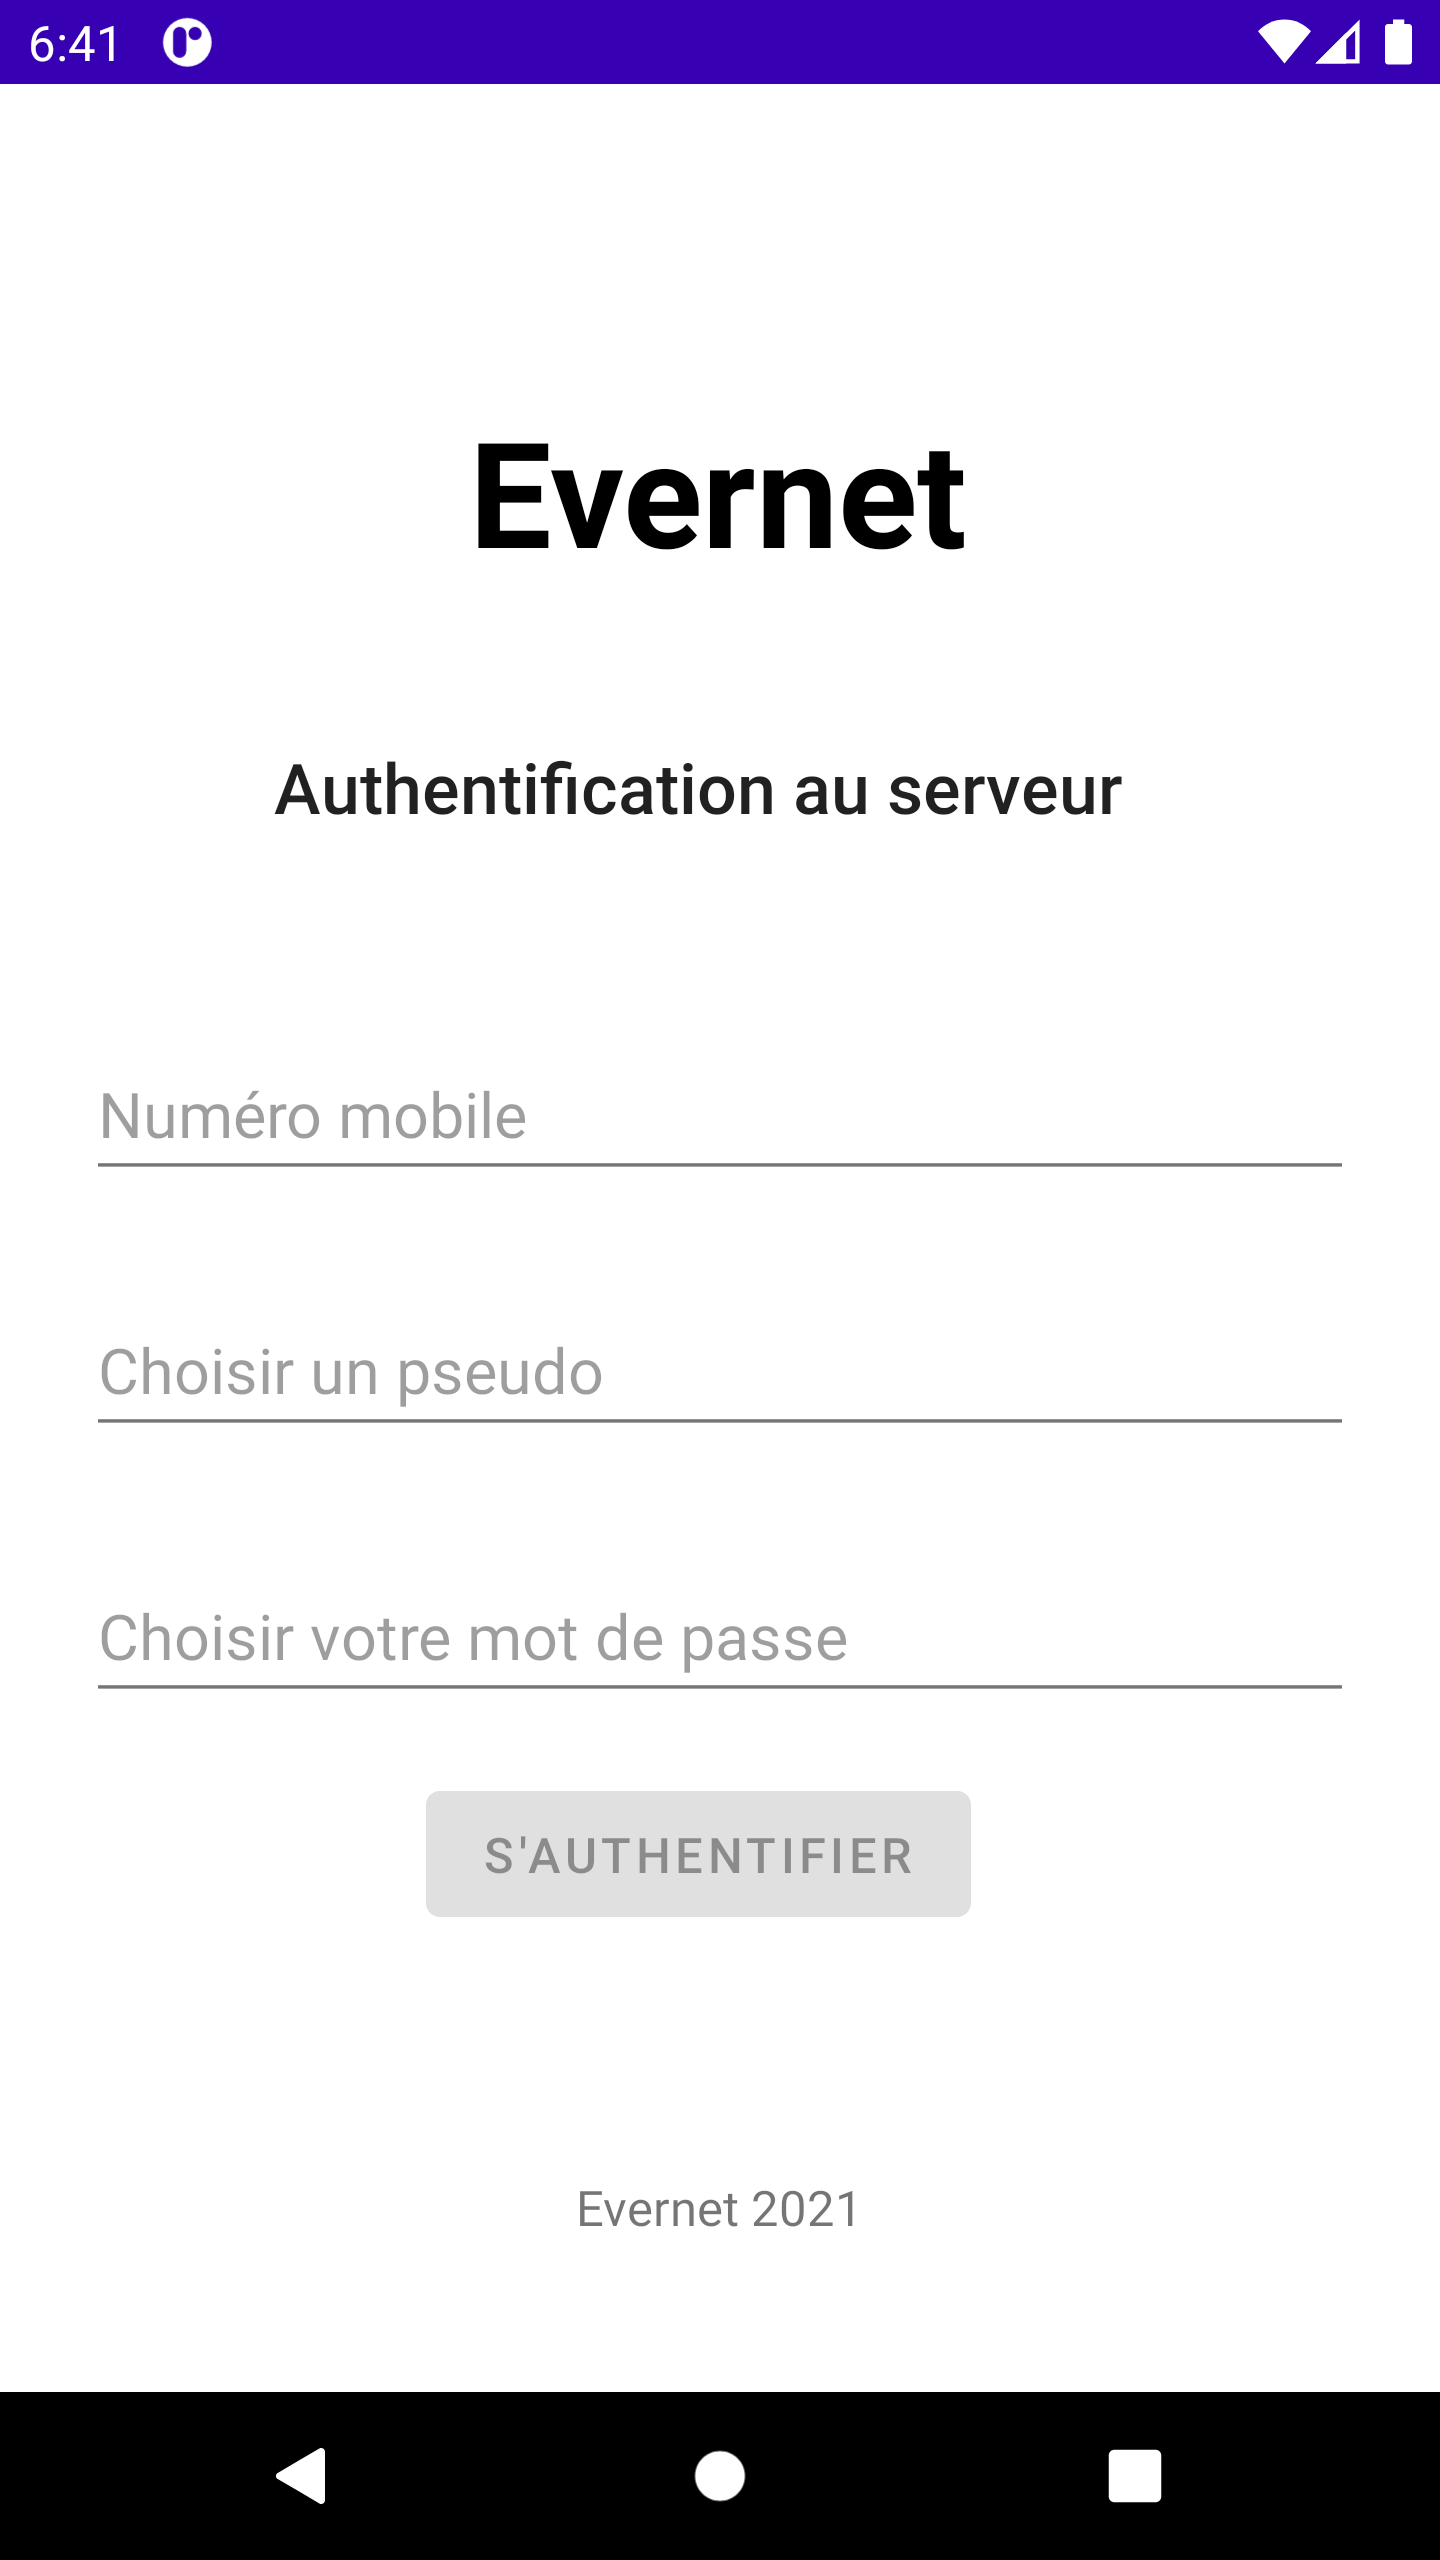 6:41
Evernet
Authentification au serveur
Numéro mobile
Choisir un pseudo
Choisir votre mot de passe
S'AUTHENTIFIER
Evernet 2021